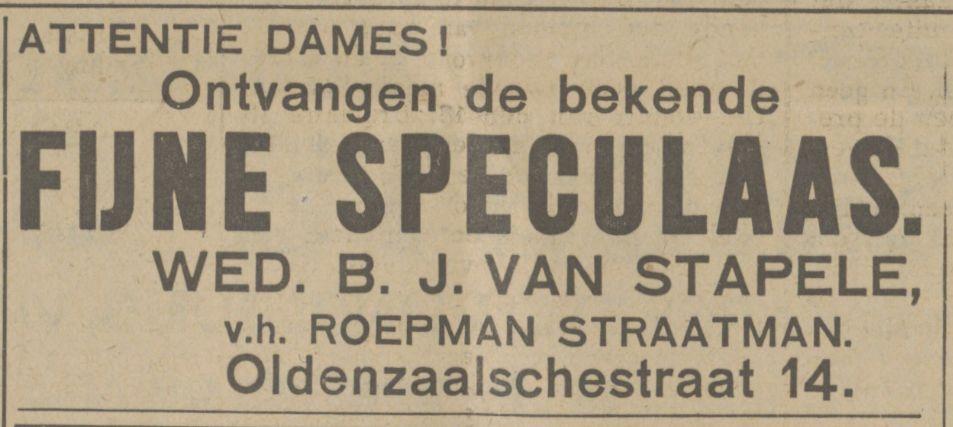 ATTENTIE DAMES!
Ontvangen de bekende
FIJNE SPECULAAS.
WED. B. J. VAN STAPELE,
v.h. ROEPMAN STRAATMAN.
Oldenzaalschestraat 14.